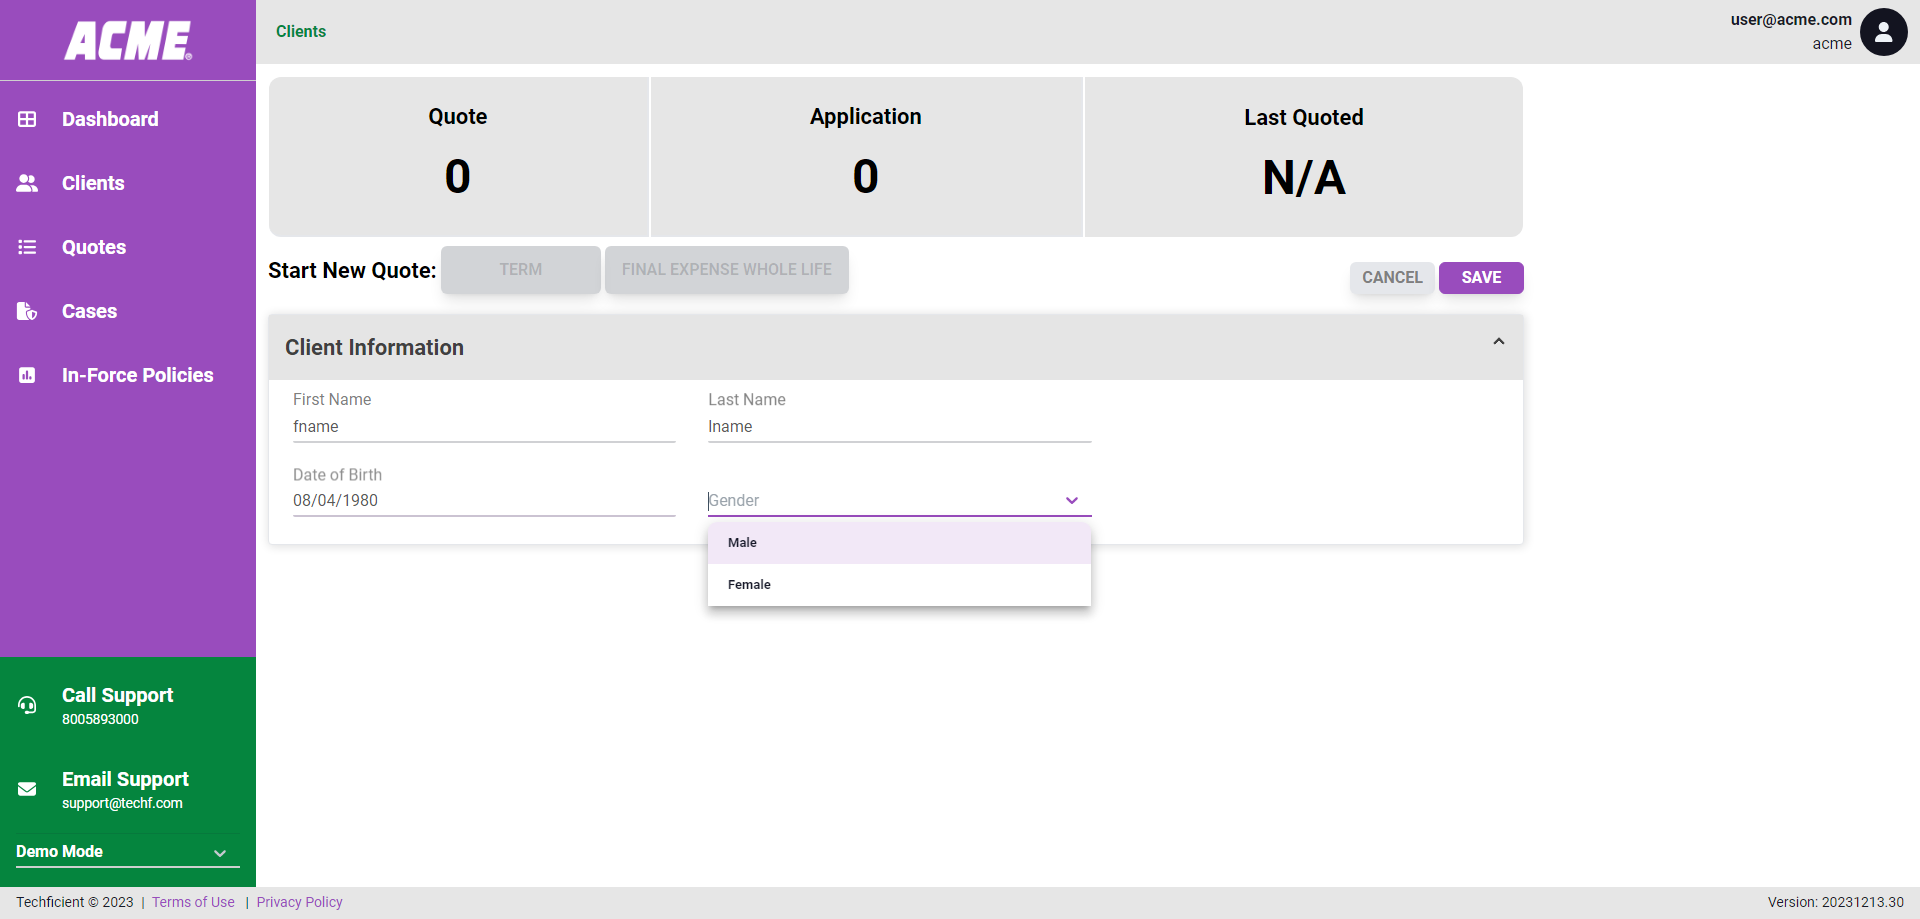 ACME®
Clients
user@acme.com
acme
Dashboard
Clients
Quotes
Cases
In-Force Policies
Quote
0
Application
0
Last Quoted
N/A
Start New Quote:
TERM
FINAL EXPENSE WHOLE LIFE
CANCEL
SAVE
Client Information
First Name
fname
Last Name
lname
Date of Birth
08/04/1980
Gender
Male
Female
Call Support
8005893000
Email Support
support@techf.com
Demo Mode
Techficient © 2023 | Terms of Use | Privacy Policy
Version: 20231213.30